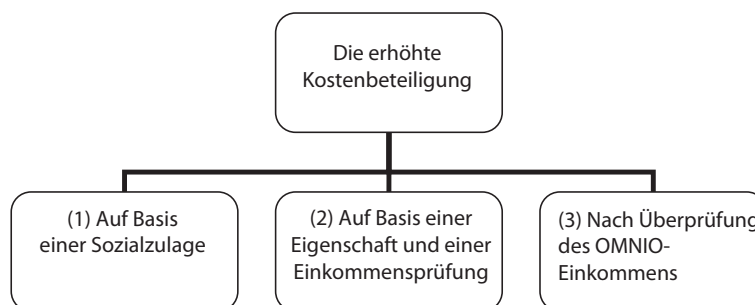 Die erhöhte
Kostenbeteiligung
(1) Auf Basis
einer Sozialzulage
(2) Auf Basis einer
Eigenschaft und einer
Einkommensprüfung
(3) Nach Überprüfung
des OMNIO-
Einkommens